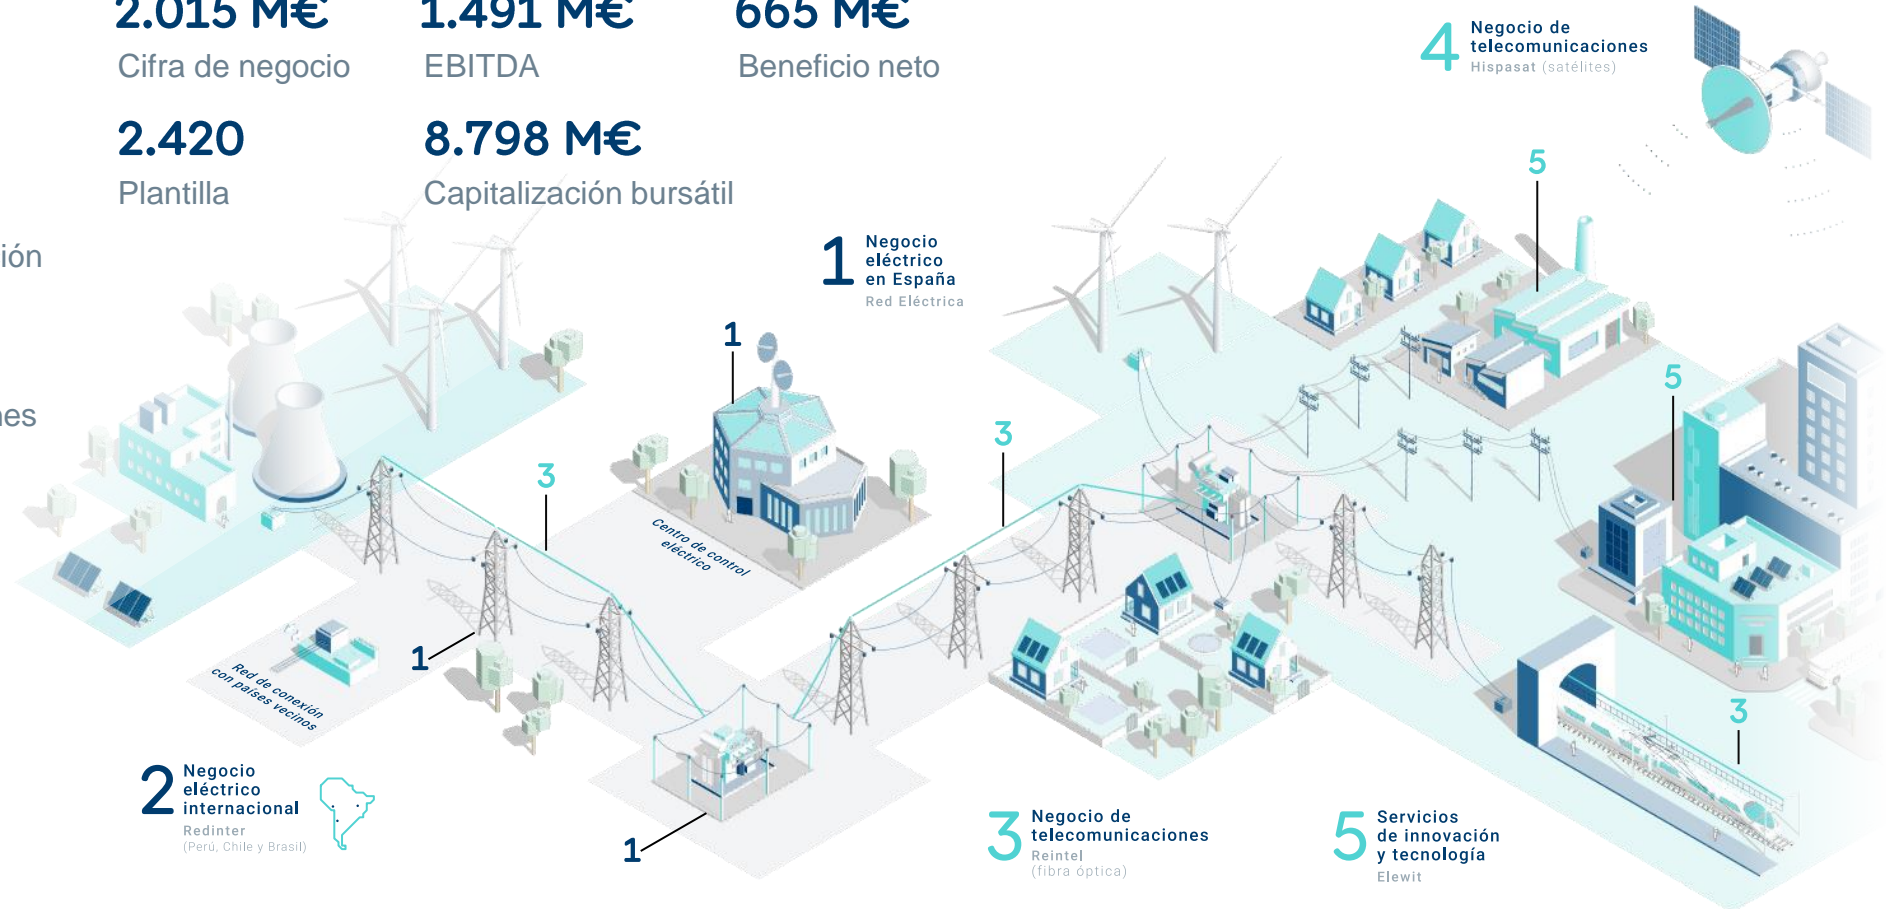 2.015 M€ 1.491 M€ 665 M€
Cifra de negocio EBITDA Beneficio neto
2.420 8.798 M€
Plantilla Capitalización bursátil
ión
nes
4 Negocio de
telecomunicaciones
Hispasat (satélites)
5
1 Negocio
eléctrico
en España
Red Eléctrica
1
5
3
3
Centro de control
eléctrico
1
Red de conexión
con países vecinos
3
2 Negocio
eléctrico
internacional
Redinter
(Perú, Chile y Brasil)
1
3 Negocio de
telecomunicaciones
Reintel
(fibra óptica)
5 Servicios
de innovación
y tecnología
Elewit